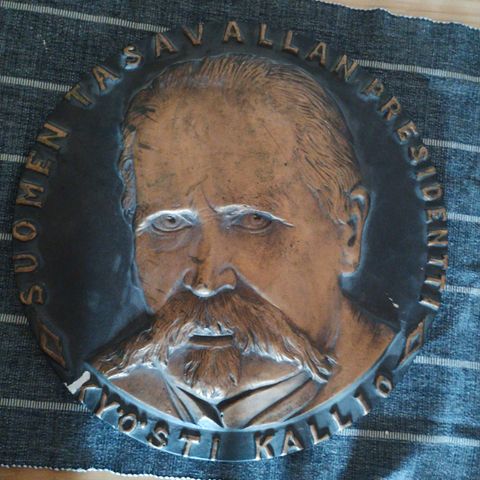 SUOMEN TASAVALLAN PRESIDENTTI
KYÖSTI KALLIO